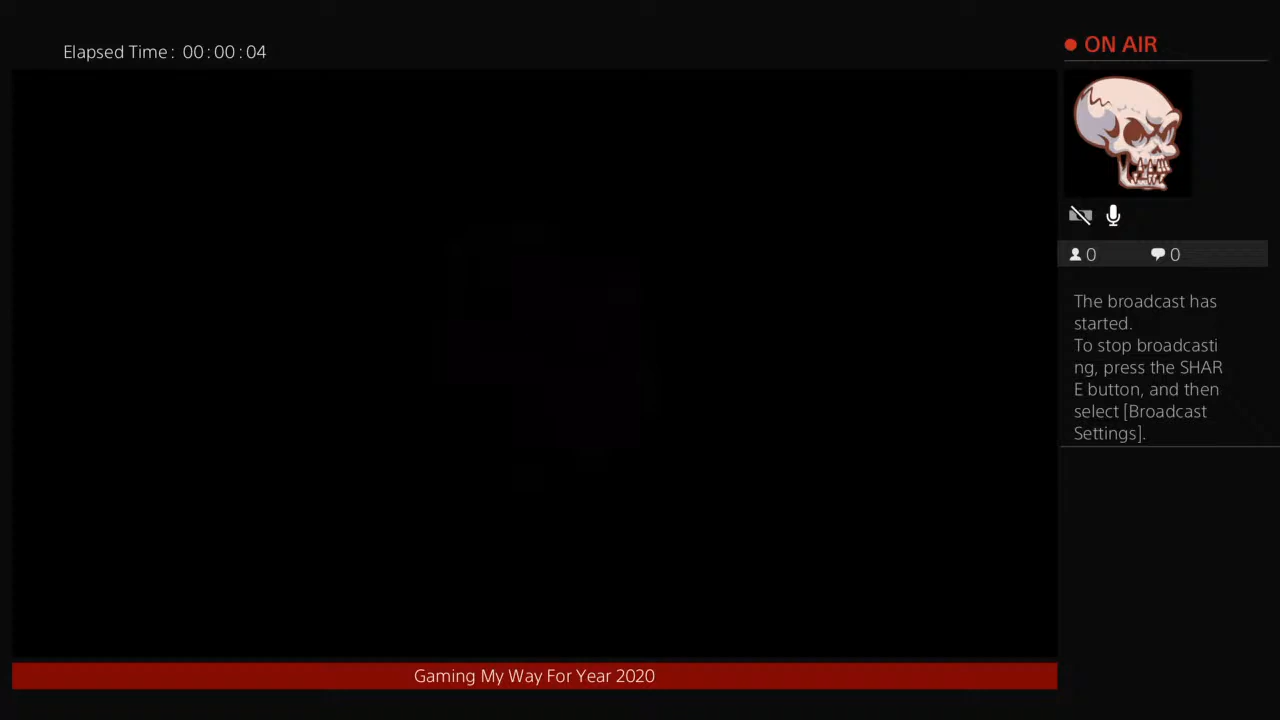 Elapsed Time: 00:00:04
ON AIR
0 0
The broadcast has
started.
To stop broadcasti
ng, press the SHAR
E button, and then
select [Broadcast
Settings].
Gaming My Way For Year 2020